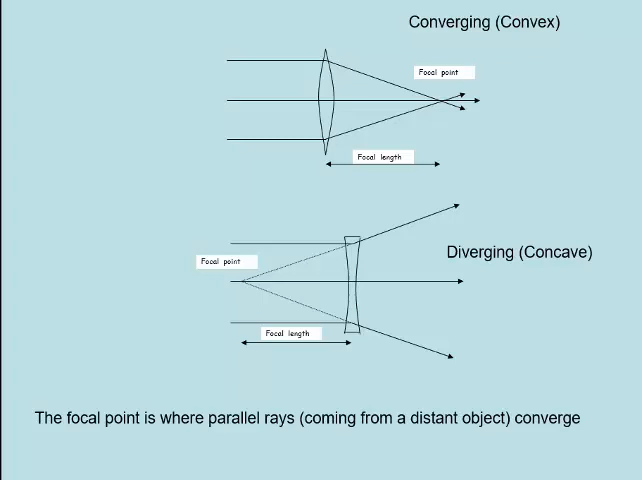 Converging (Convex)
Focal point
Focal length
Diverging (Concave)
Focal point
Focal length
The focal point is where parallel rays (coming from a distant object) converge